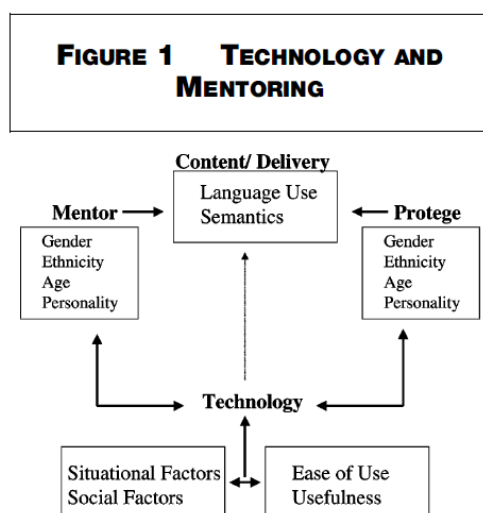 FIGURE 1 TECHNOLOGY AND
MENTORING
Content/ Delivery
Language Use
Semantics
Mentor
Protege
Gender
Ethnicity
Age
Personality
Gender
Ethnicity
Age
Personality
Technology
Situational Factors
Social Factors
Ease of Use
Usefulness